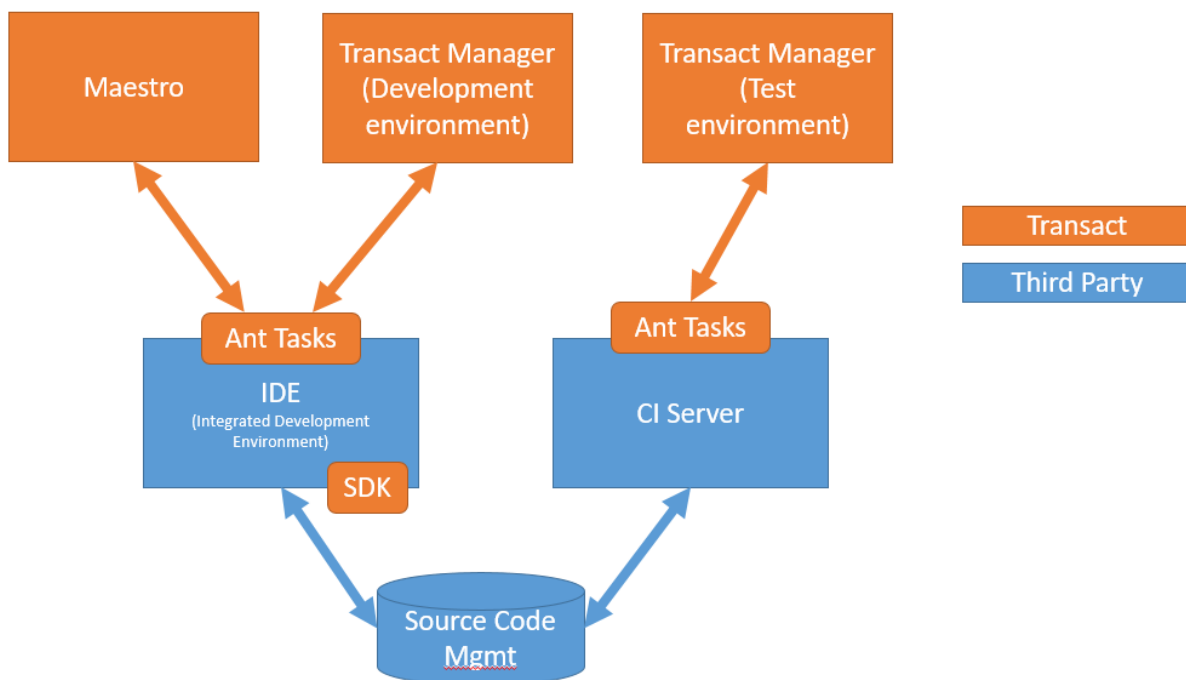 Maestro
Transact Manager
(Development
environment)
Transact Manager
(Test
environment)
Transact
Third Party
Ant Tasks
IDE
(Integrated Development
Environment)
SDK
Ant Tasks
CI Server
Source Code
Mgmt